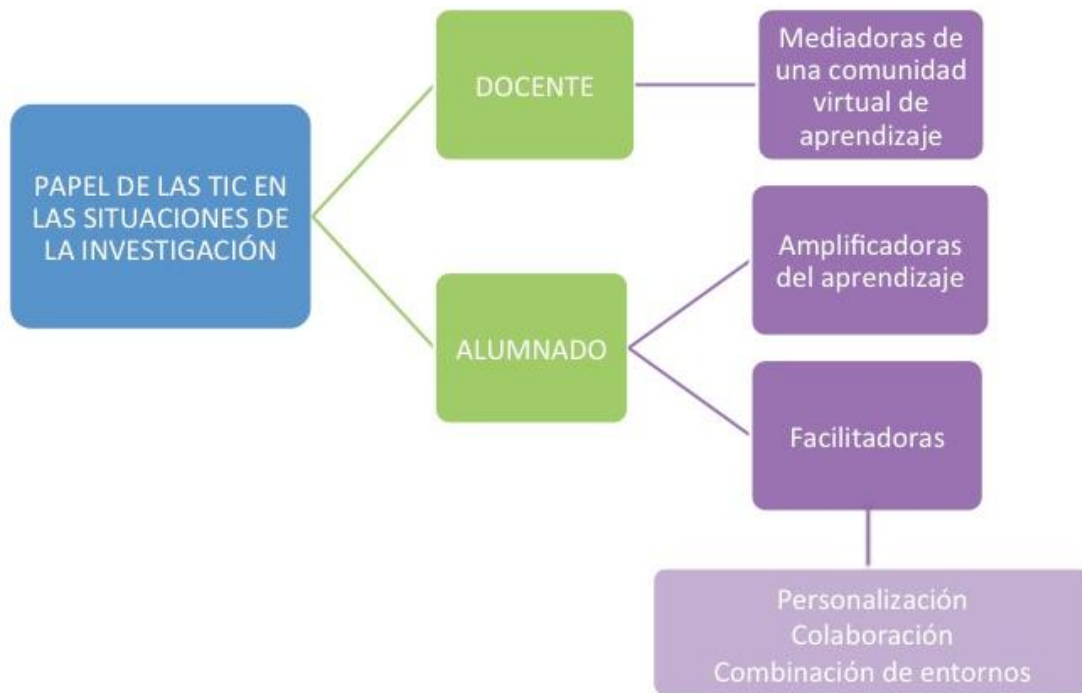 PAPEL DE LAS TIC EN
LAS SITUACIONES DE
LA INVESTIGACIÓN
DOCENTE
Mediadoras de
una comunidad
virtual de
aprendizaje
ALUMNADO
Amplificadoras
del aprendizaje
Facilitadoras
Personalización
Colaboración
Combinación de entornos